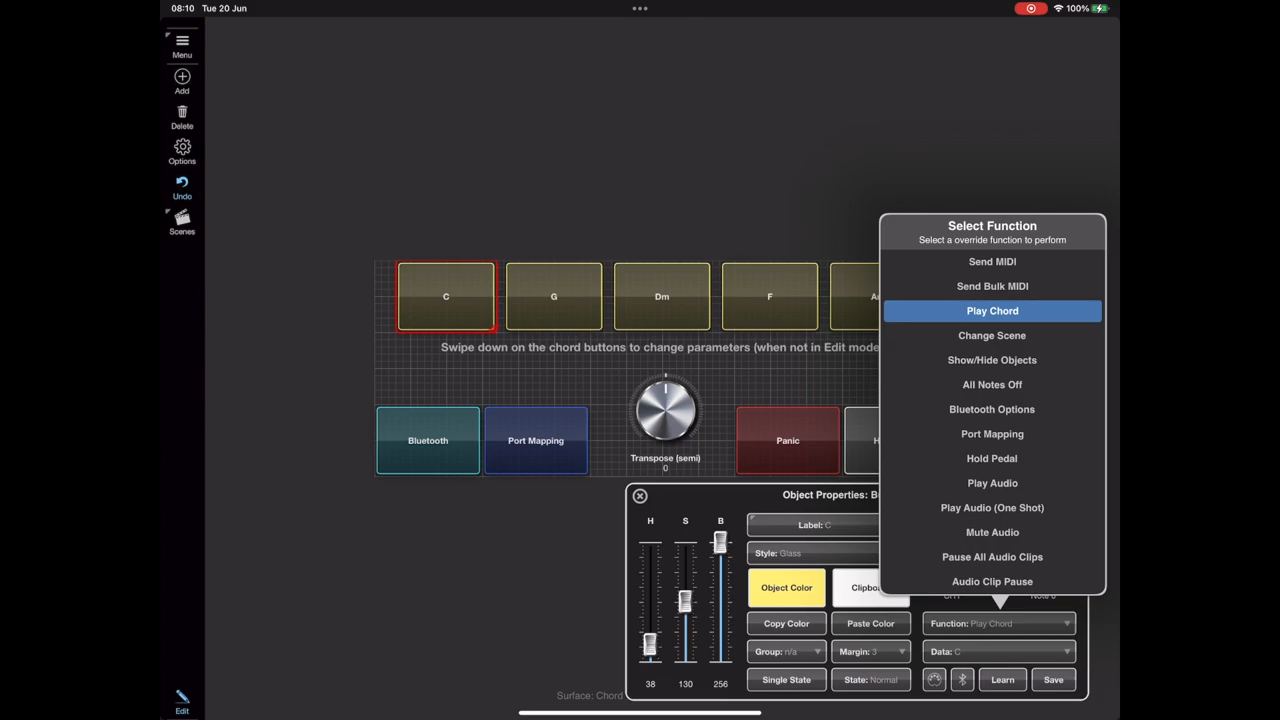 08:10 Tue 20 Jun
100%
Menu
Add
Delete
Options
Undo
Scenes
Edit
C
G
Dm
F
Swipe down on the chord buttons to change parameters (when not in Edit mode
Bluetooth
Port Mapping
Transpose (semi)
0
Panic
H
Select Function
Select a override function to perform
Send MIDI
Send Bulk MIDI
Play Chord
Change Scene
Show/Hide Objects
All Notes Off
Bluetooth Options
Port Mapping
Hold Pedal
Play Audio
Play Audio (One Shot)
Mute Audio
Pause All Audio Clips
Audio Clip Pause
Object Properties: B
H S B
38 130 256
Label: C
Style: Glass
Object Color
Copy Color
Paste Color
Function: Play Chord
Group: n/a
Margin: 3
Data: C
Single State
State: Normal
Learn
Save
Surface: Chord